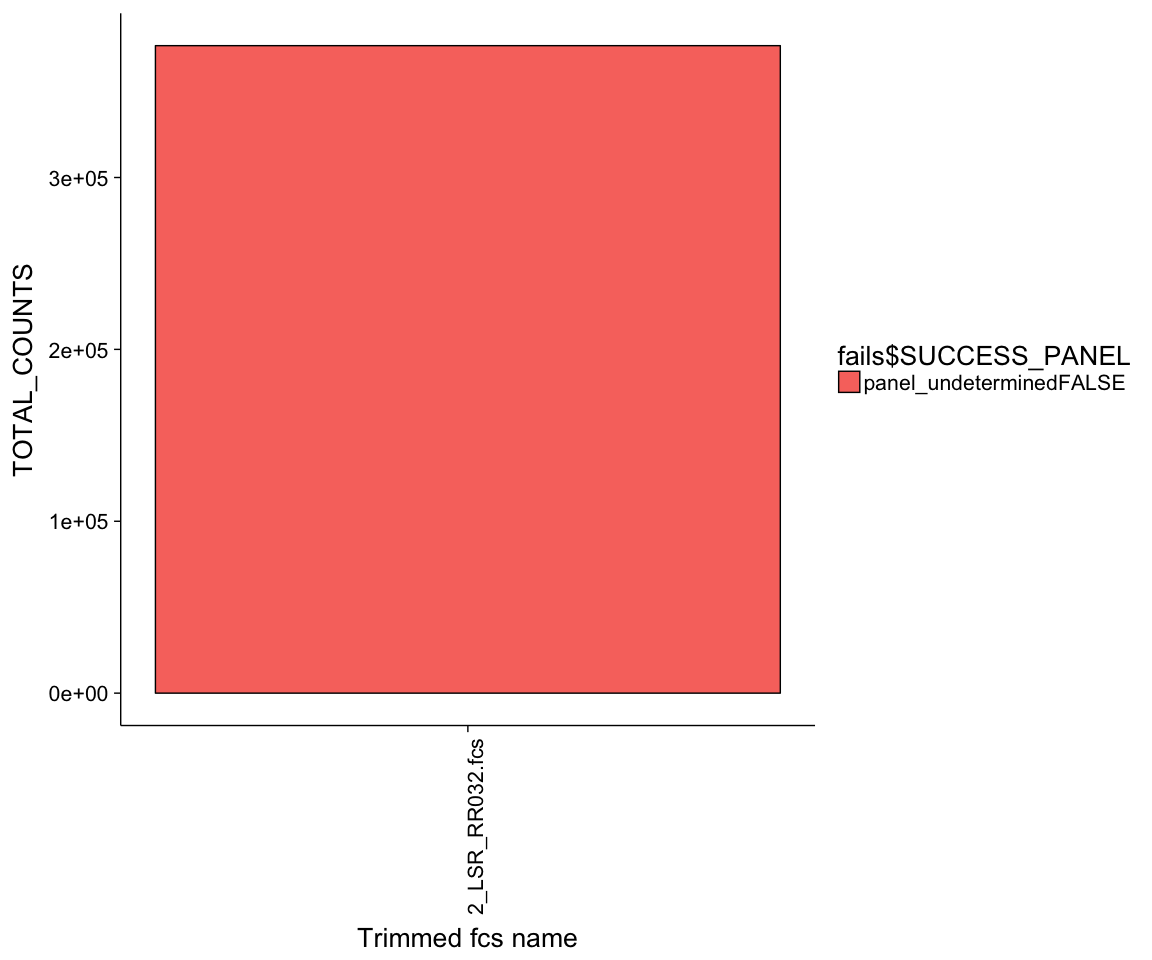 TOTAL_COUNTS
3e+05
2e+05
1e+05
0e+00
2_LSR_RR032.fcs
Trimmed fcs name
fails$SUCCESS_PANEL
panel_undeterminedFALSE